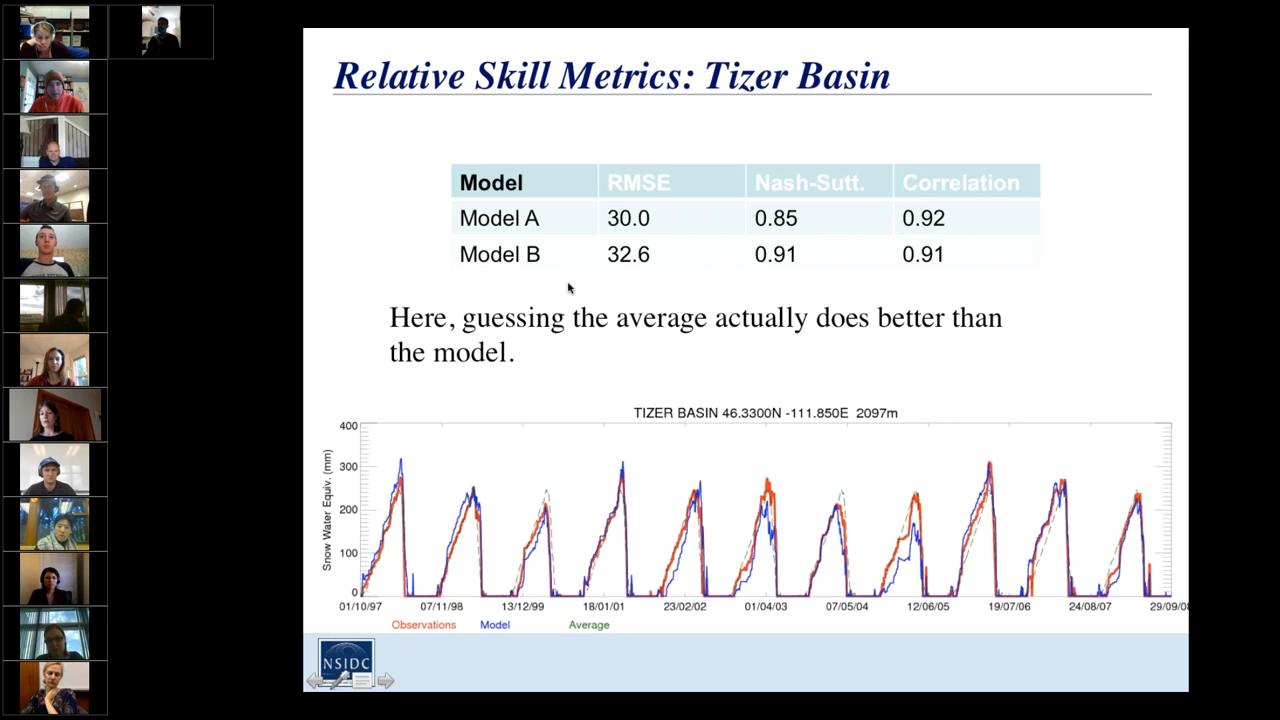 Relative Skill Metrics: Tizer Basin
Model RMSE Nash-Sutt. Correlation
Model A 30.0 0.85 0.92
Model B 32.6 0.91 0.91
Here, guessing the average actually does better than
the model.
TIZER BASIN 46.3300N -111.850E 2097m
Snow Water Equiv. (mm)
400
300
200
100
0
01/10/97 07/11/98 13/12/99 18/01/01 23/02/02 01/04/03 07/05/04 12/06/05 19/07/06 24/08/07 29/09/08
Observations Model Average
NSIDC